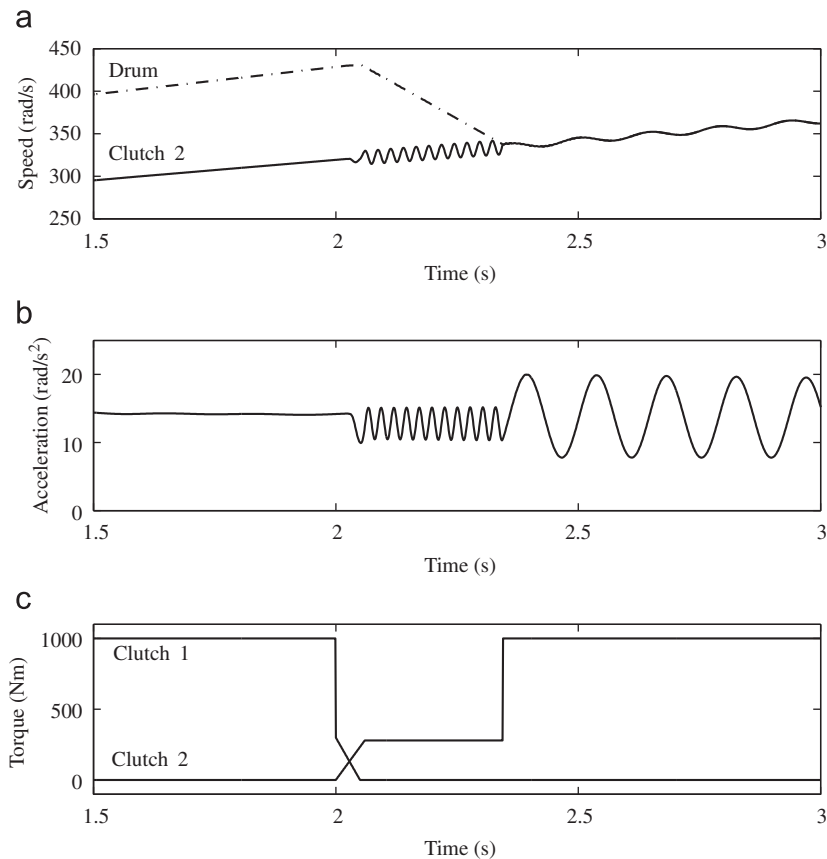 a
450
Drum
400
350
Clutch 2
300
250
Speed (rad/s)
1.5
2
2.5
3
Time (s)
b
20
10
0
Acceleration (rad/s²)
1.5
2
2.5
3
Time (s)
c
1000
Clutch 1
500
Clutch 2
0
Torque (Nm)
1.5
2
2.5
3
Time (s)